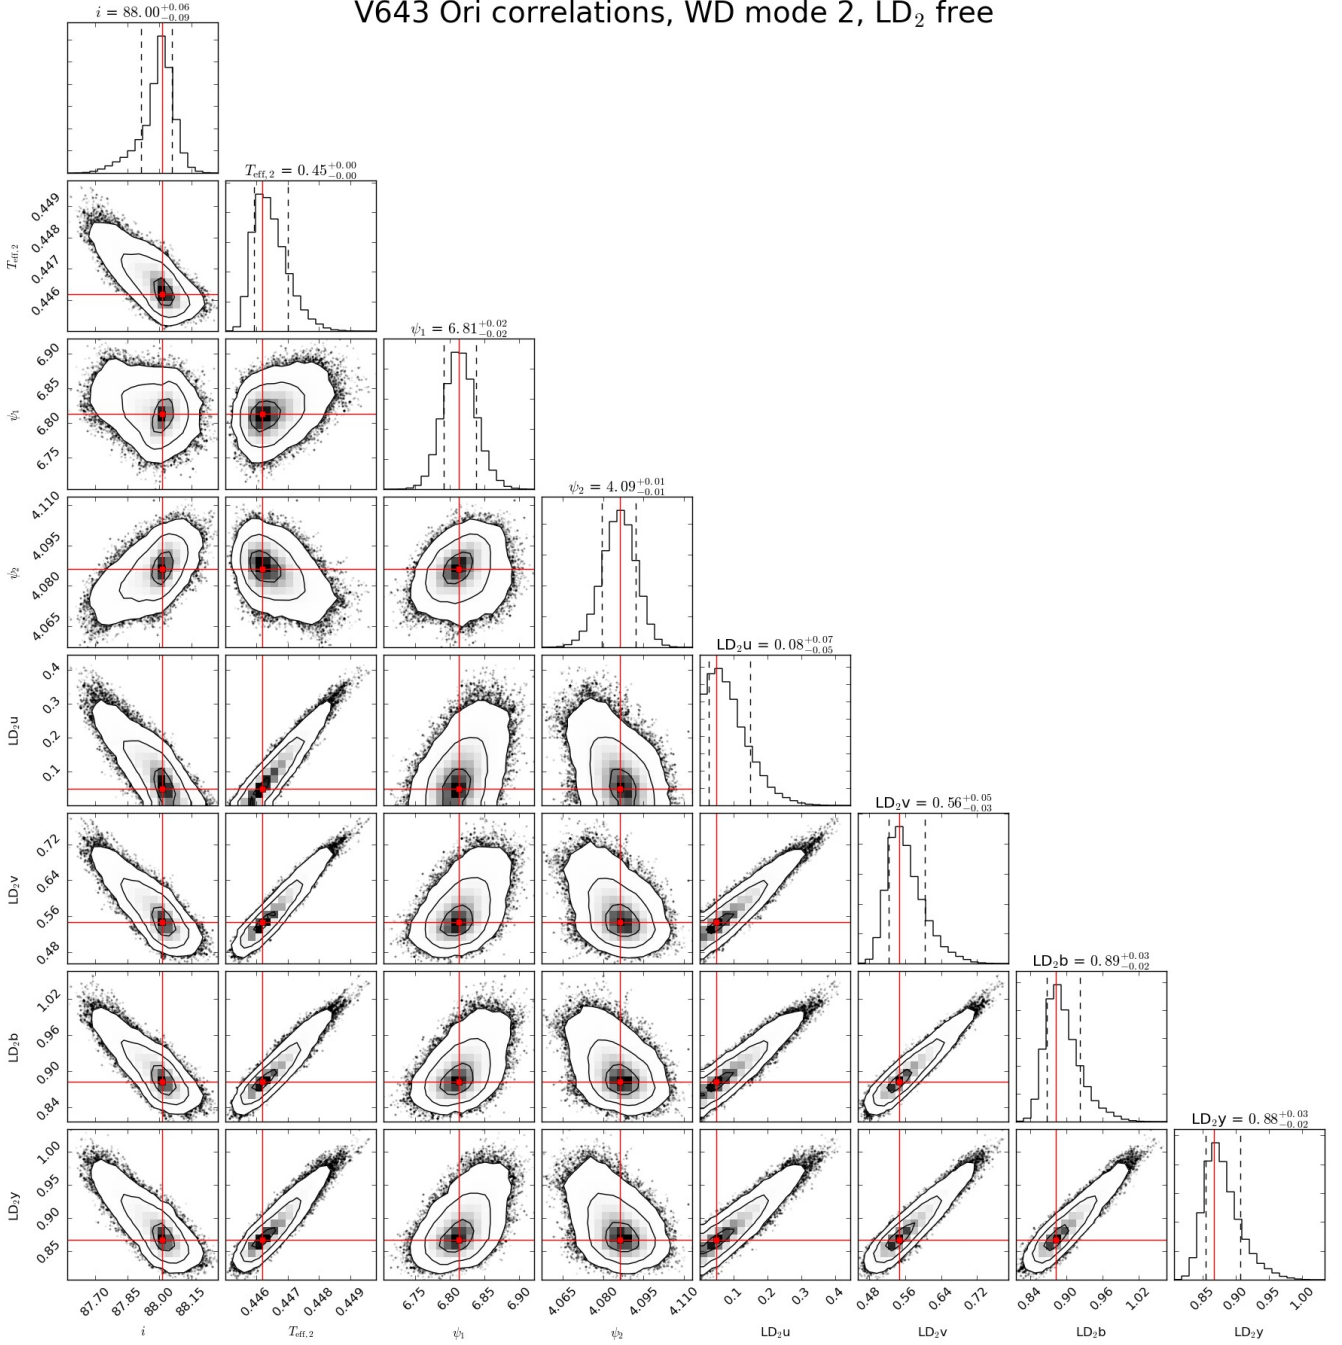 V643 Ori correlations, WD mode 2, LD₂ free
i = 88.00 +0.06 −0.09
T_eff,2 = 0.45 +0.00 −0.00
0.449
0.448
0.447
0.446
T_eff,2
ψ₁ = 6.81 +0.02 −0.02
6.90
6.85
6.80
6.75
ψ₁
ψ₂ = 4.09 +0.01 −0.01
4.110
4.095
4.080
4.065
ψ₂
LD₂u = 0.08 +0.07 −0.05
0.4
0.3
0.2
0.1
LD₂u
LD₂v = 0.56 +0.05 −0.03
0.72
0.64
0.56
0.48
LD₂v
LD₂b = 0.89 +0.03 −0.02
1.02
0.96
0.90
0.84
LD₂b
LD₂y = 0.88 +0.03 −0.02
1.00
0.95
0.90
0.85
LD₂y
87.70 87.85 88.00 88.15 0.446 0.447 0.448 0.449 6.75 6.80 6.85 6.90 4.065 4.080 4.095 4.110 0.1 0.2 0.3 0.4 0.48 0.56 0.64 0.72 0.84 0.90 0.96 1.02 0.85 0.90 0.95 1.00
i T_eff,2 ψ₁ ψ₂ LD₂u LD₂v LD₂b LD₂y